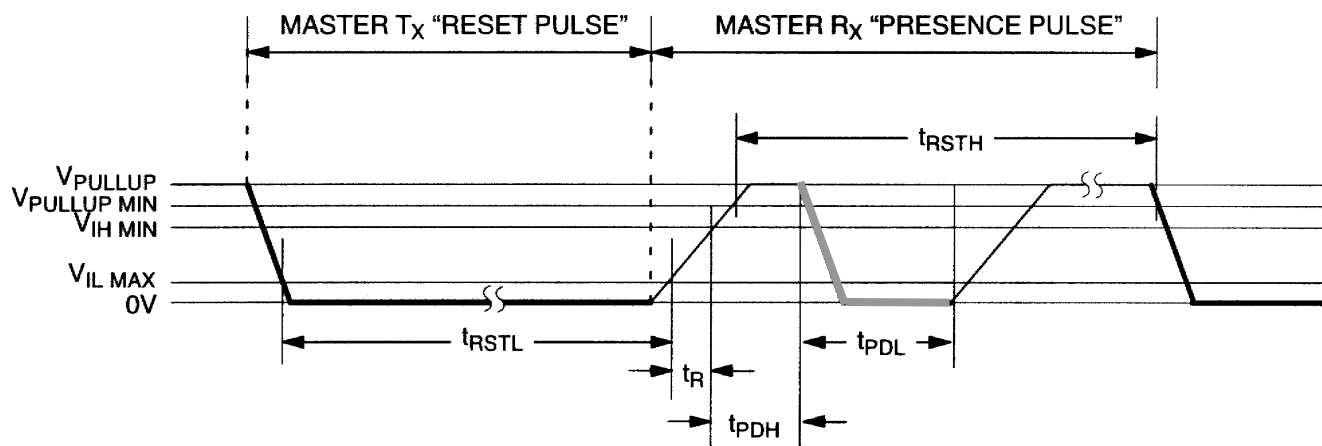 MASTER TX “RESET PULSE” MASTER RX “PRESENCE PULSE”
tRSTH
VPULLUP
VPULLUP MIN
VIH MIN
VIL MAX
0V
tRSTL
tPDL
tR
tPDH